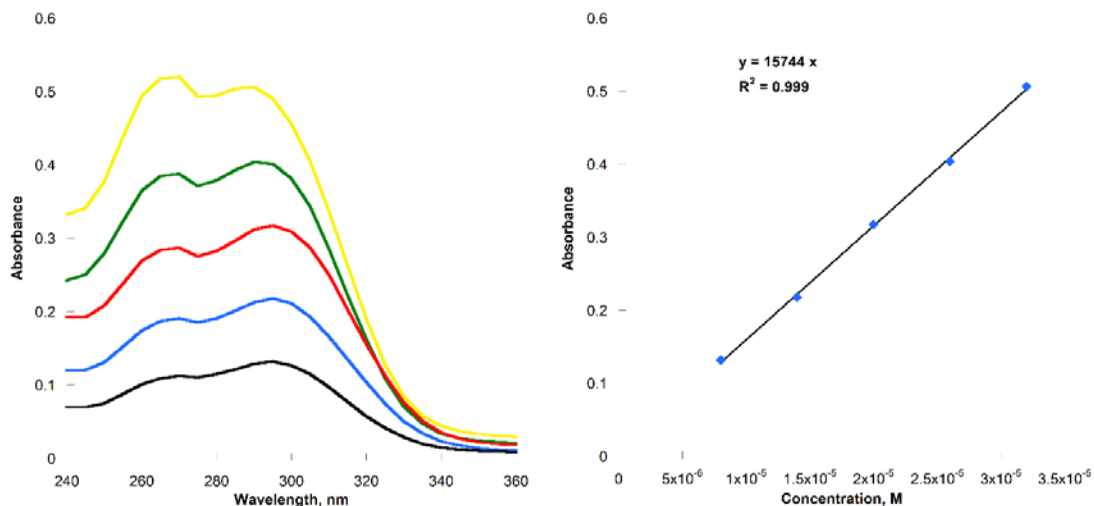 0.6
0.5
0.4
0.3
0.2
0.1
0
Absorbance
240 260 280 300 320 340 360
Wavelength, nm
0.6
0.5
0.4
0.3
0.2
0.1
0
Absorbance
y = 15744 x
R² = 0.999
0 5x10⁻⁶ 1x10⁻⁵ 1.5x10⁻⁵ 2x10⁻⁵ 2.5x10⁻⁵ 3x10⁻⁵ 3.5x10⁻⁵
Concentration, M